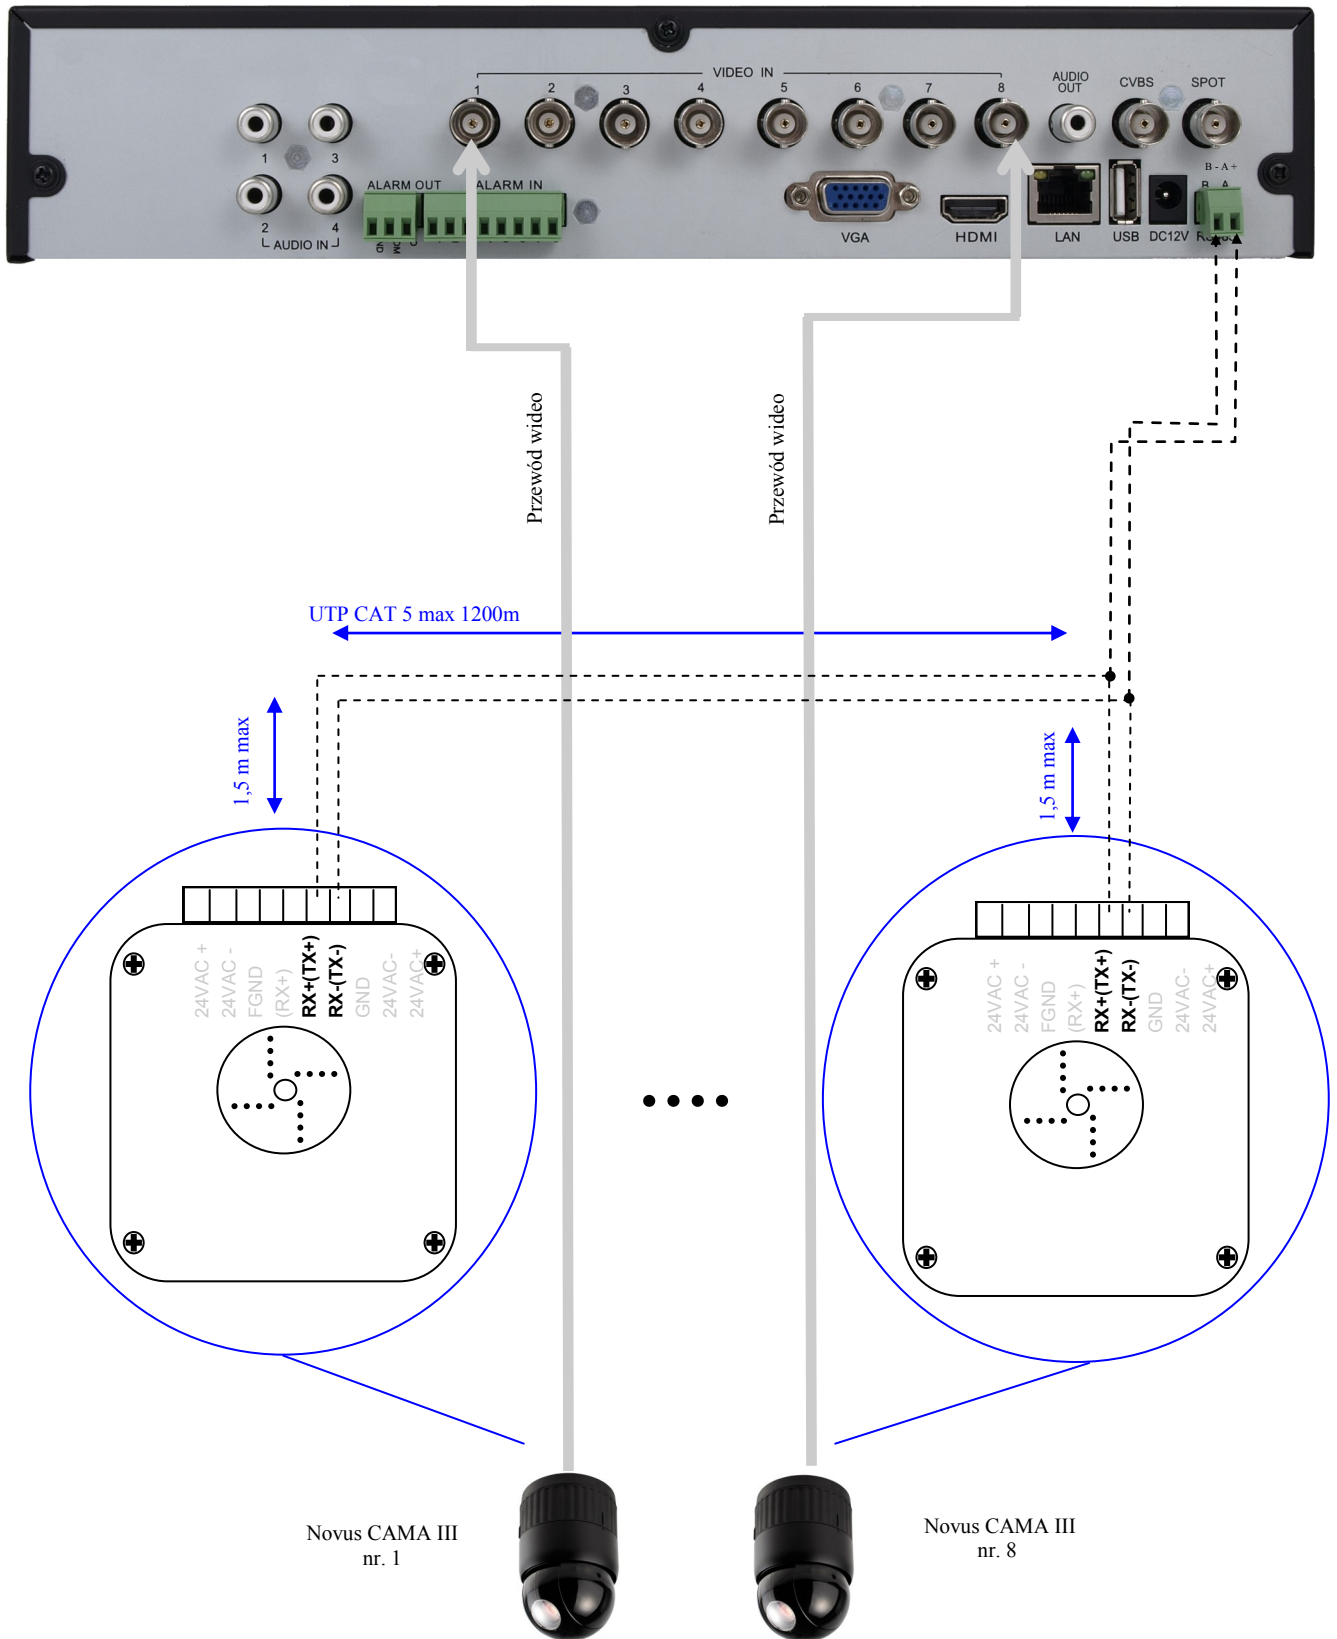 VIDEO IN
1 2 3 4 5 6 7 8
AUDIO
OUT
CVBS
SPOT
1 3
2 4
AUDIO IN
ALARM OUT
ALARM IN
VGA
HDMI
LAN
USB
DC12V
B - A +
B A
Przewód wideo
Przewód wideo
UTP CAT 5 max 1200m
1,5 m max
1,5 m max
24VAC +
24VAC -
FGND
(RX+)
RX+(TX+)
RX-(TX-)
GND
24VAC-
24VAC+
24VAC +
24VAC -
FGND
(RX+)
RX+(TX+)
RX-(TX-)
GND
24VAC-
24VAC+
Novus CAMA III
nr. 1
Novus CAMA III
nr. 8